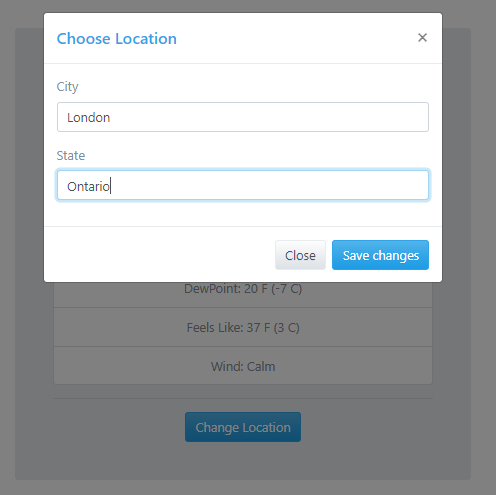 Choose Location ×
City
London
State
Ontario
Close Save changes
DewPoint: 20 F (-7 C)
Feels Like: 37 F (3 C)
Wind: Calm
Change Location